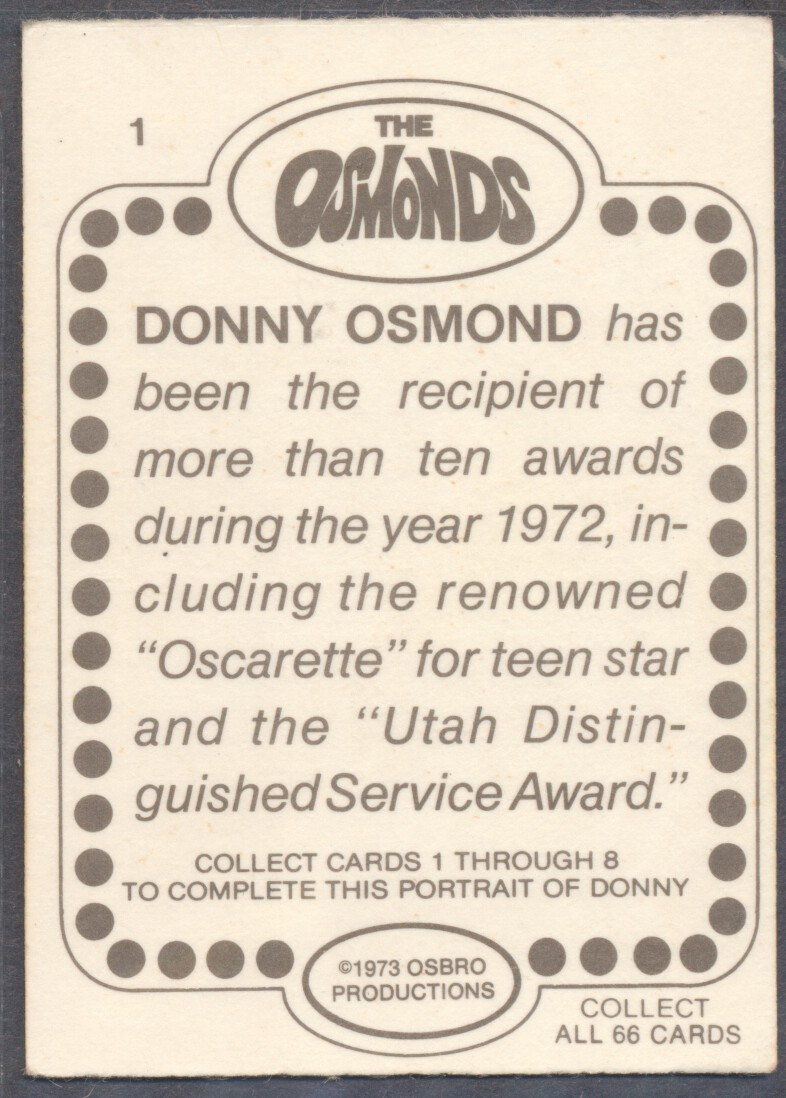 1
THE
OSMONDS
DONNY OSMOND has
been the recipient of
more than ten awards
during the year 1972, in-
cluding the renowned
“Oscarette” for teen star
and the “Utah Distin-
guished Service Award.”
COLLECT CARDS 1 THROUGH 8
TO COMPLETE THIS PORTRAIT OF DONNY
©1973 OSBRO
PRODUCTIONS
COLLECT
ALL 66 CARDS